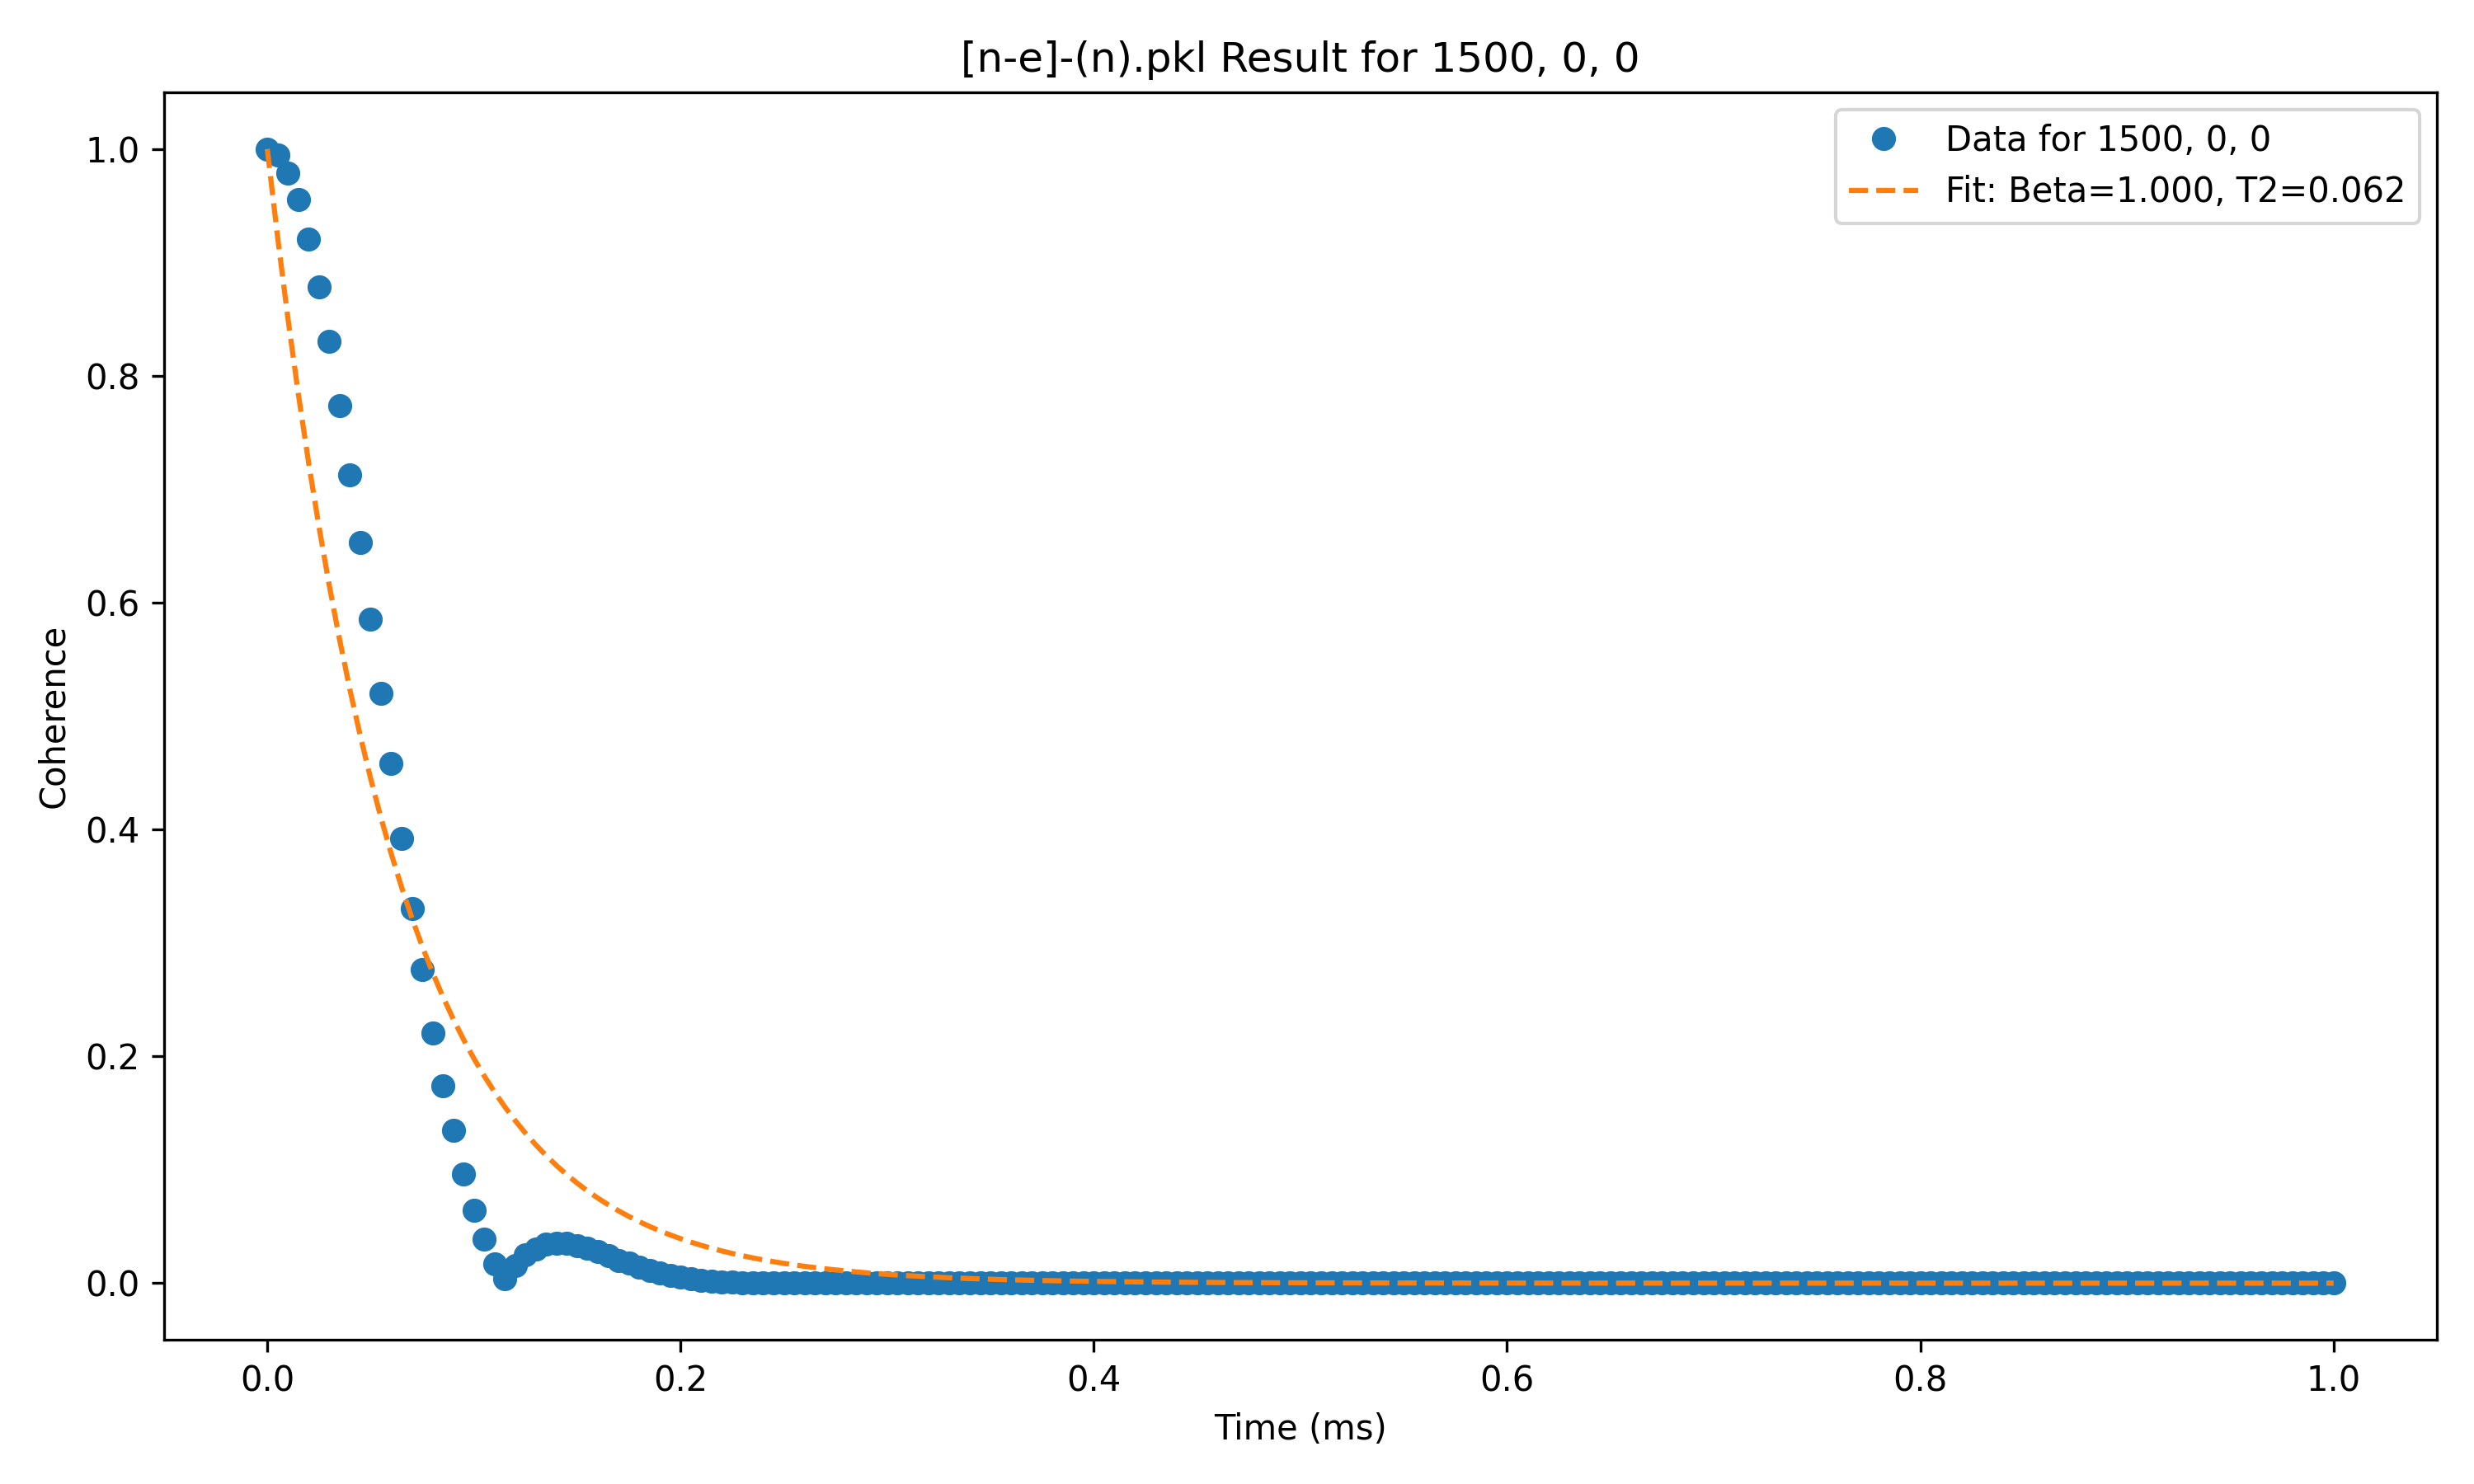 [n-e]-(n).pkl Result for 1500, 0, 0
Data for 1500, 0, 0
Fit: Beta=1.000, T2=0.062
Coherence
1.0
0.8
0.6
0.4
0.2
0.0
0.0 0.2 0.4 0.6 0.8 1.0
Time (ms)